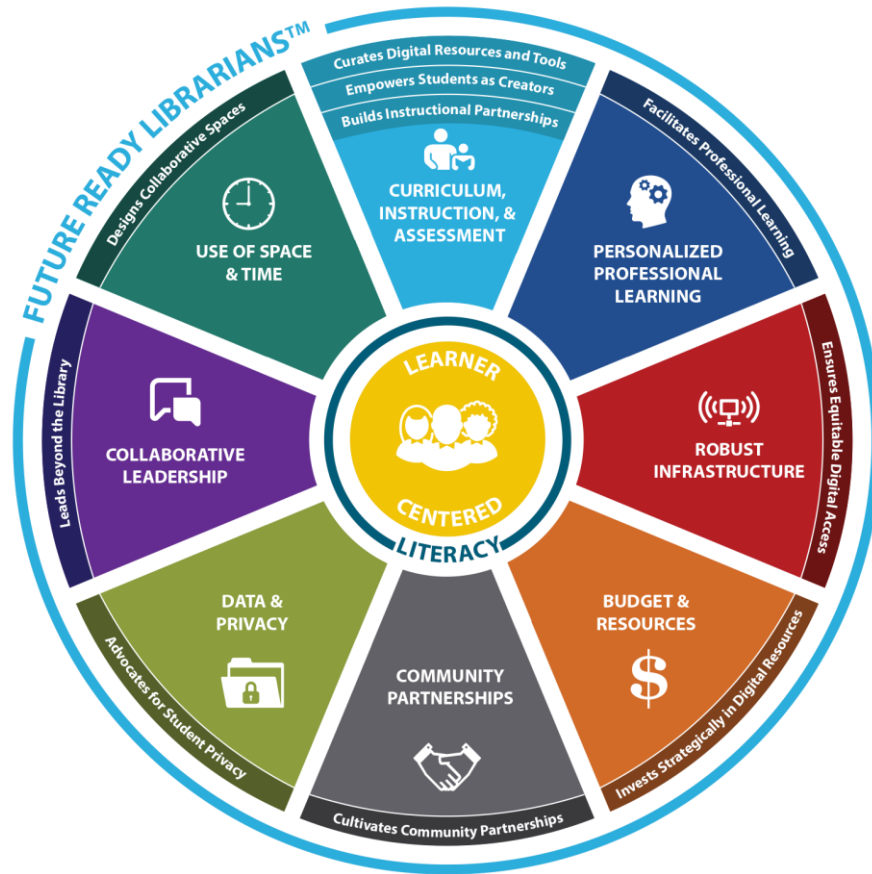 FUTURE READY LIBRARIANS™
Curates Digital Resources and Tools
Empowers Students as Creators
Builds Instructional Partnerships
CURRICULUM,
INSTRUCTION, &
ASSESSMENT
Facilitates Professional Learning
PERSONALIZED
PROFESSIONAL
LEARNING
Ensures Equitable Digital Access
ROBUST
INFRASTRUCTURE
Invests Strategically in Digital Resources
BUDGET &
RESOURCES
$
COMMUNITY
PARTNERSHIPS
Cultivates Community Partnerships
DATA &
PRIVACY
Advocates for Student Privacy
COLLABORATIVE
LEADERSHIP
Leads Beyond the Library
USE OF SPACE
& TIME
Designs Collaborative Spaces
LEARNER
CENTERED
LITERACY